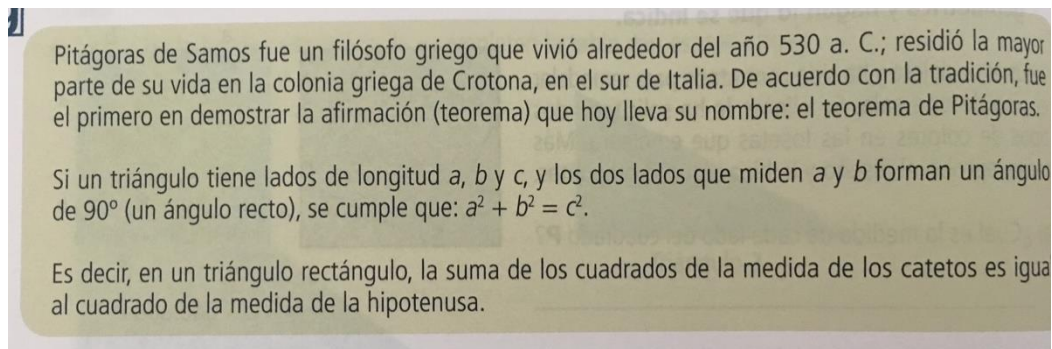 Pitágoras de Samos fue un filósofo griego que vivió alrededor del año 530 a. C.; residió la mayor
parte de su vida en la colonia griega de Crotona, en el sur de Italia. De acuerdo con la tradición, fue
el primero en demostrar la afirmación (teorema) que hoy lleva su nombre: el teorema de Pitágoras.
Si un triángulo tiene lados de longitud a, b y c, y los dos lados que miden a y b forman un ángulo
de 90° (un ángulo recto), se cumple que: a² + b² = c².
Es decir, en un triángulo rectángulo, la suma de los cuadrados de la medida de los catetos es igua
al cuadrado de la medida de la hipotenusa.